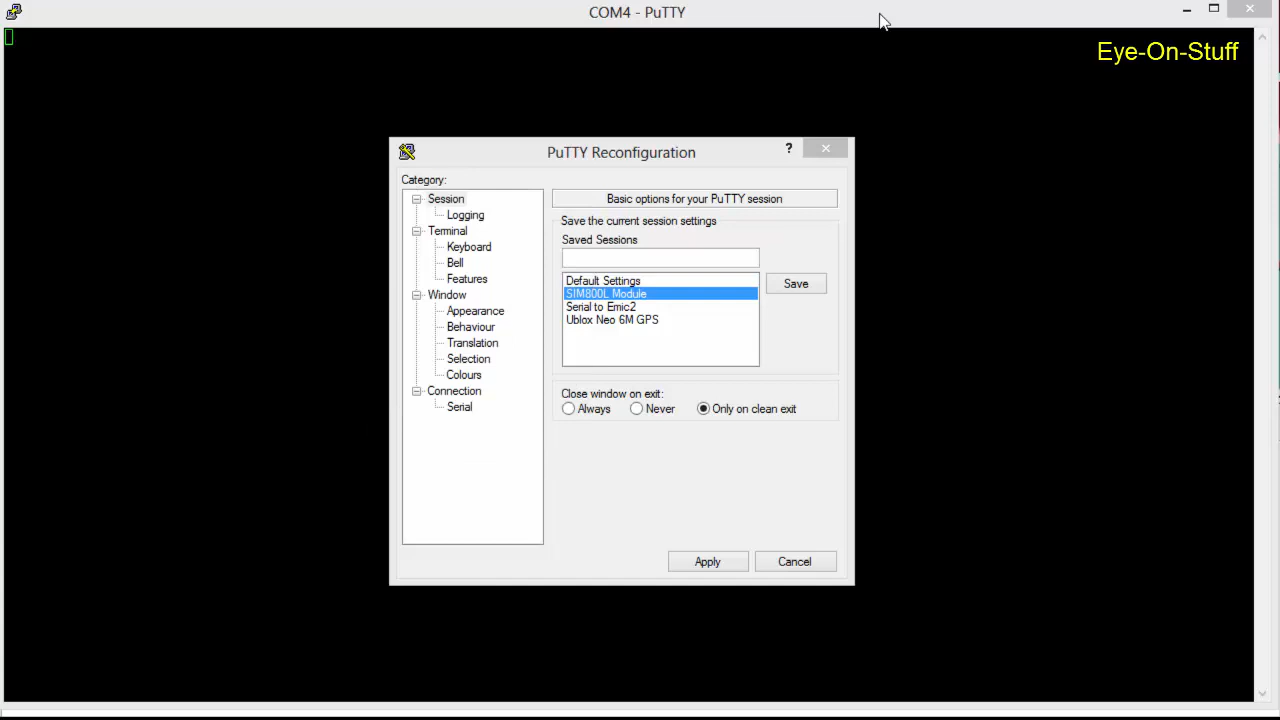 COM4 - PuTTY
Eye-On-Stuff
PuTTY Reconfiguration
?
Category:
Session
Logging
Terminal
Keyboard
Bell
Features
Window
Appearance
Behaviour
Translation
Selection
Colours
Connection
Serial
Basic options for your PuTTY session
Save the current session settings
Saved Sessions
Default Settings
SIM800L Module
Serial to Emic2
Ublox Neo 6M GPS
Save
Close window on exit:
Always Never Only on clean exit
Apply Cancel